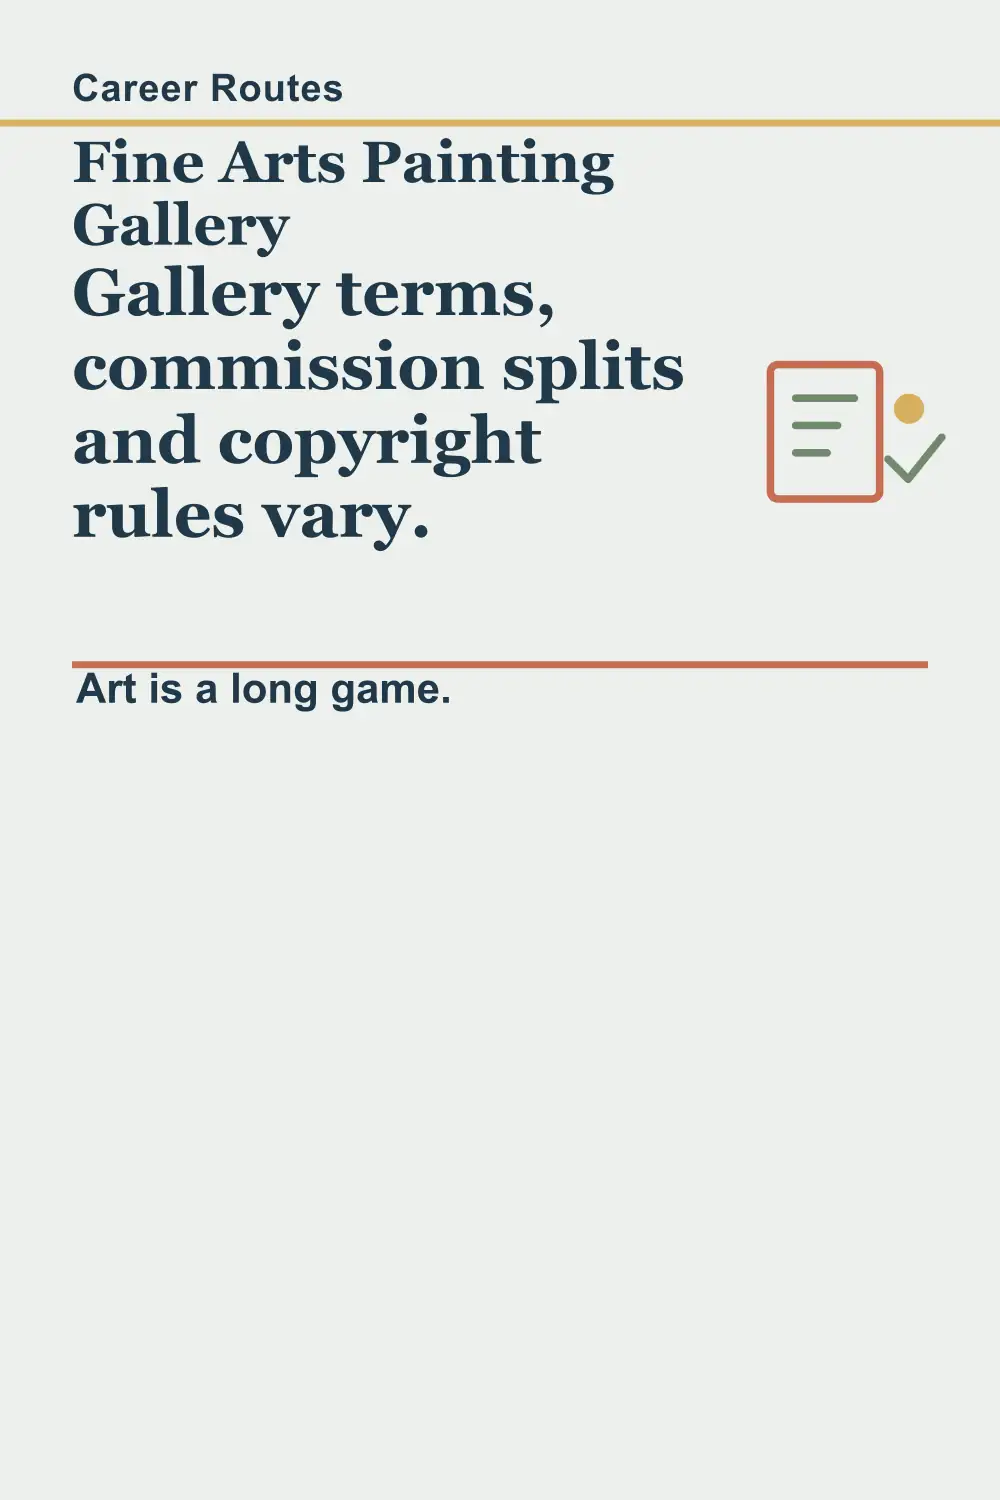 Career Routes
Fine Arts Painting
Gallery
Gallery terms,
commission splits
and copyright
rules vary.
Art is a long game.